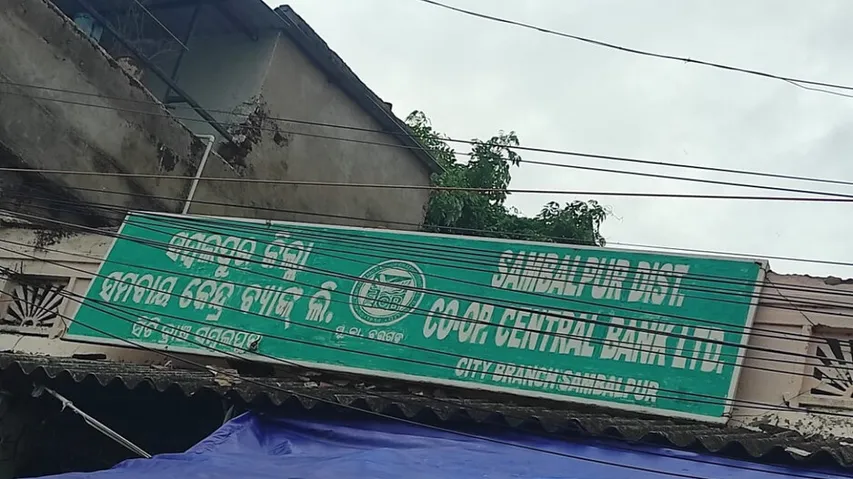 ସମ୍ବଲପୁର ଜିଲ୍ଲା
ସମବାୟ କେନ୍ଦ୍ର ବ୍ୟାଙ୍କ୍ ଲି.
ସିଟି ବ୍ରାଞ୍ଚ ସମ୍ବଲପୁର
SAMBALPUR DIST.
CO-OP. CENTRAL BANK LTD.
CITY BRANCH SAMBALPUR